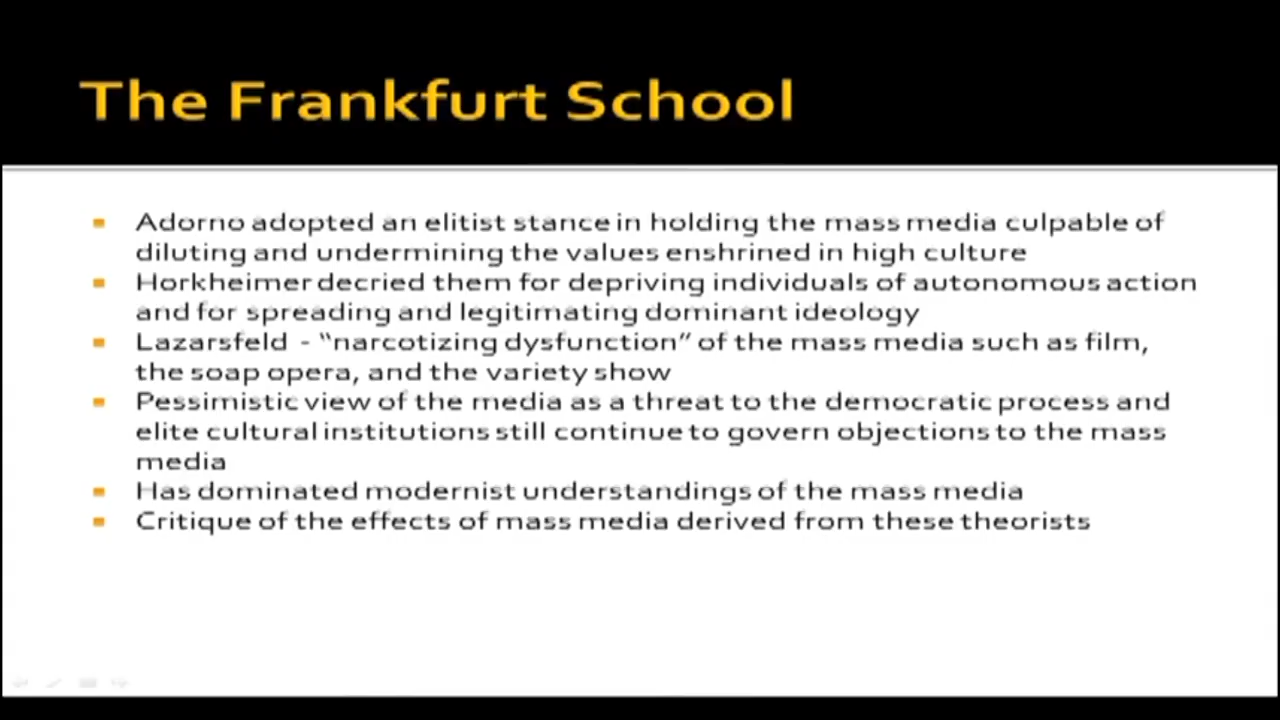 The Frankfurt School
Adorno adopted an elitist stance in holding the mass media culpable of
diluting and undermining the values enshrined in high culture
Horkheimer decried them for depriving individuals of autonomous action
and for spreading and legitimating dominant ideology
Lazarsfeld - “narcotizing dysfunction” of the mass media such as film,
the soap opera, and the variety show
Pessimistic view of the media as a threat to the democratic process and
elite cultural institutions still continue to govern objections to the mass
media
Has dominated modernist understandings of the mass media
Critique of the effects of mass media derived from these theorists